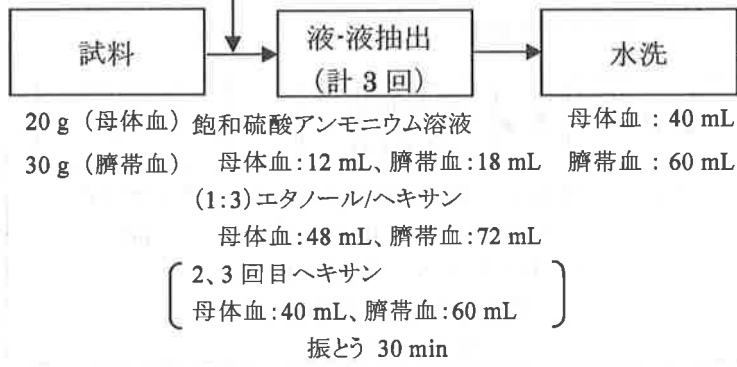 試料
液-液抽出
(計3回)
水洗
20 g (母体血)
30 g (臍帯血)
飽和硫酸アンモニウム溶液
母体血:12 mL、臍帯血:18 mL
(1:3)エタノール/ヘキサン
母体血:48 mL、臍帯血:72 mL
2、3回目ヘキサン
母体血:40 mL、臍帯血:60 mL
振とう 30 min
母体血:40 mL
臍帯血:60 mL